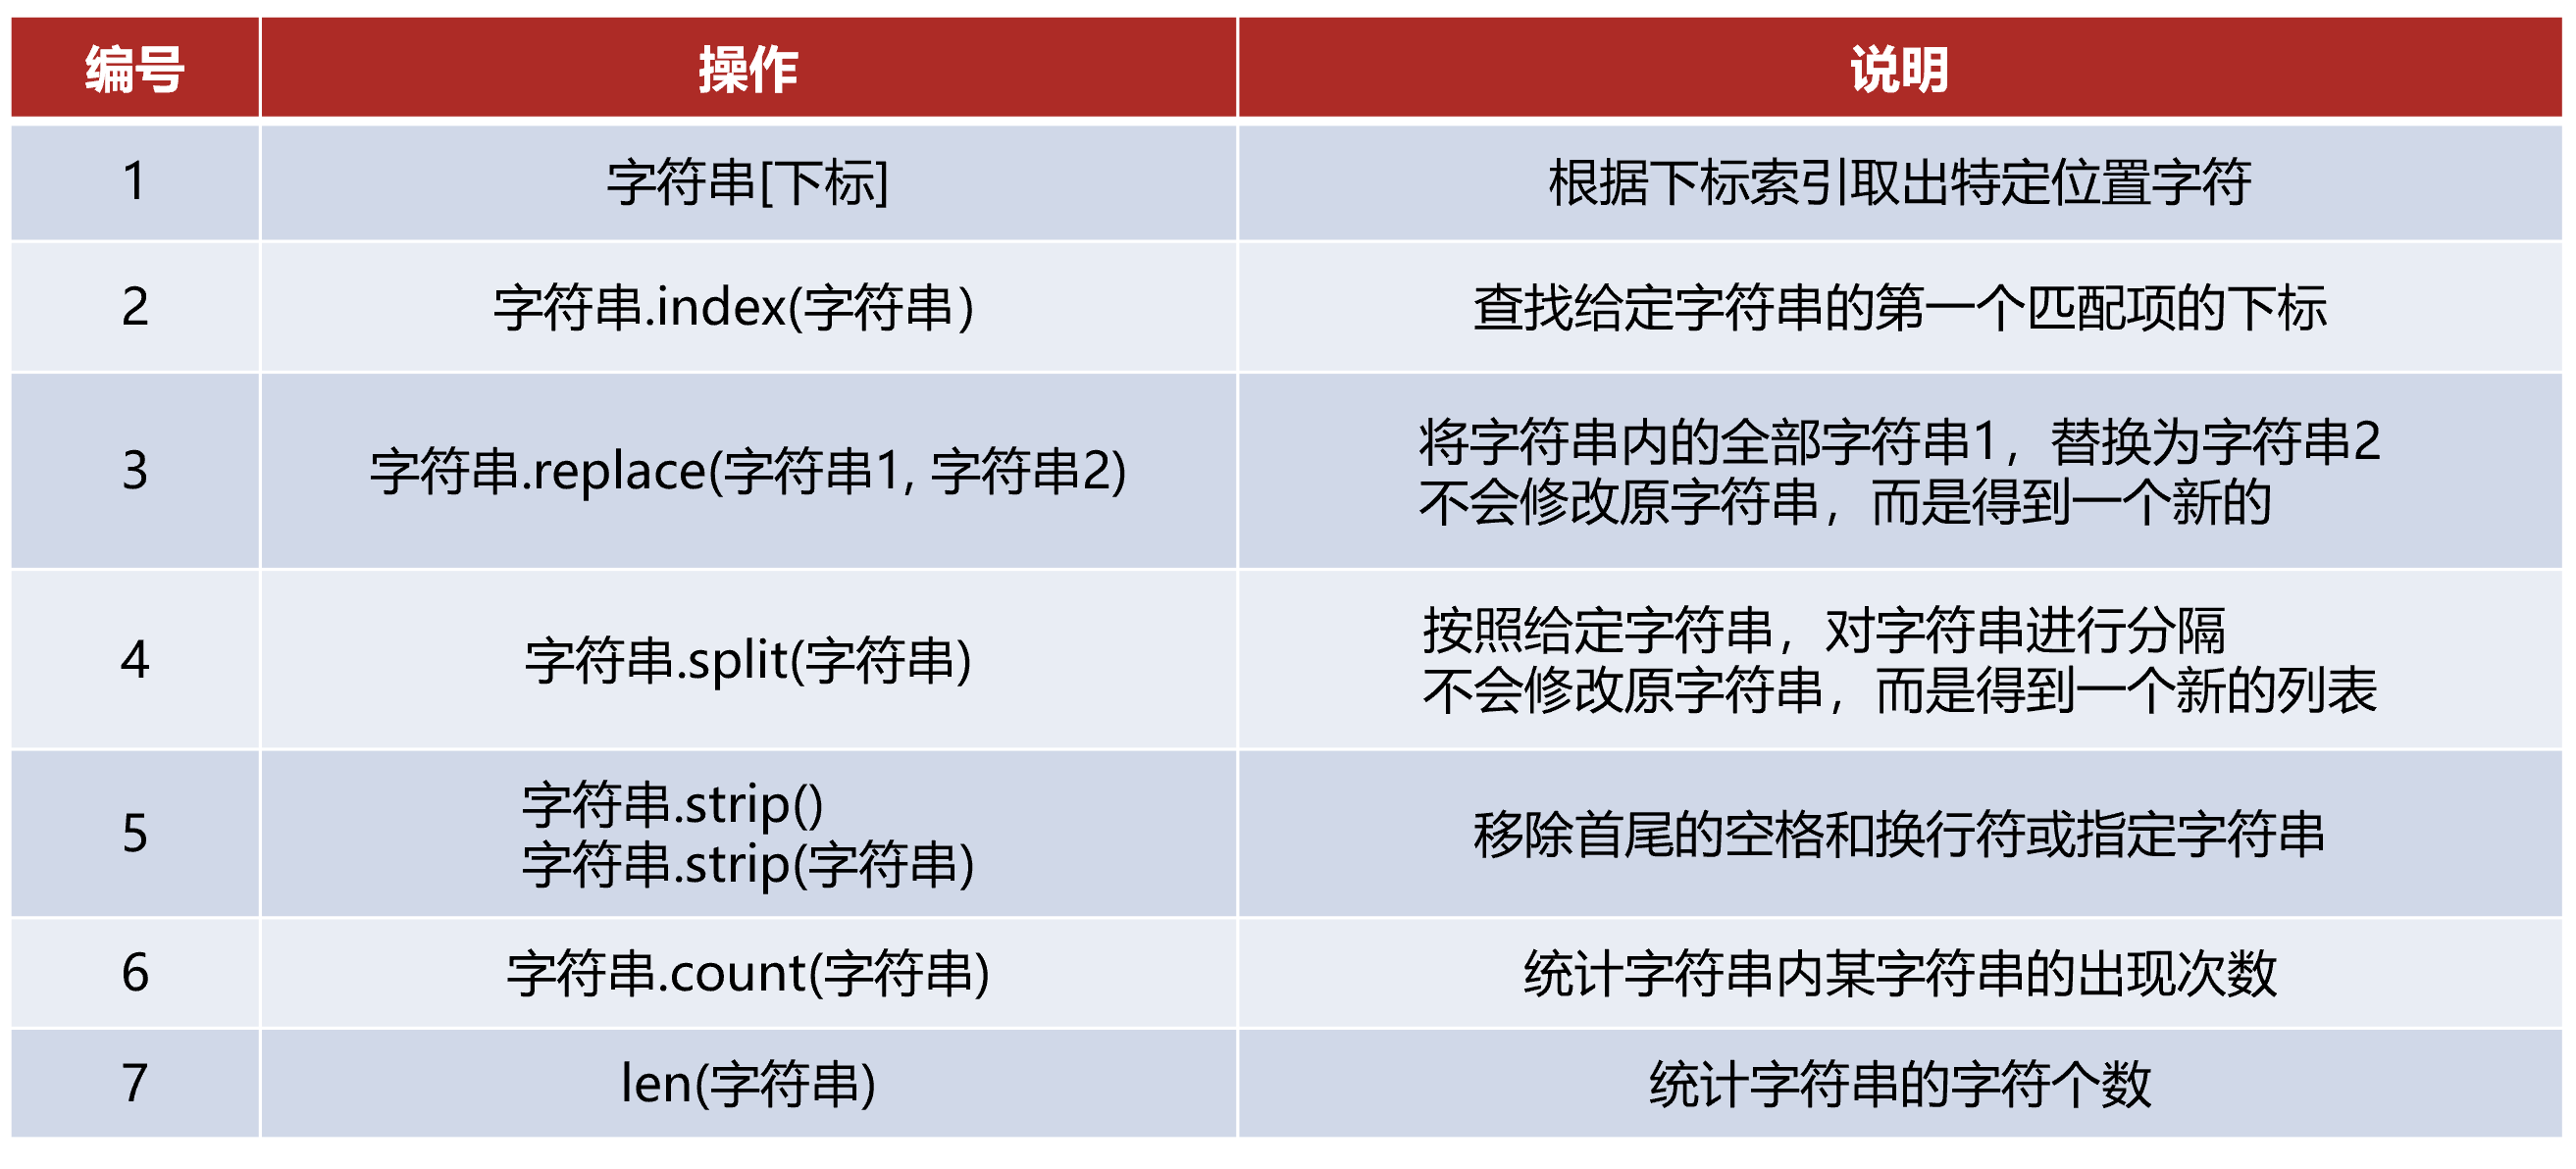 编号 操作 说明
1 字符串[下标] 根据下标索引取出特定位置字符
2 字符串.index(字符串） 查找给定字符串的第一个匹配项的下标
3 字符串.replace(字符串1, 字符串2) 将字符串内的全部字符串1，替换为字符串2
不会修改原字符串，而是得到一个新的
4 字符串.split(字符串) 按照给定字符串，对字符串进行分隔
不会修改原字符串，而是得到一个新的列表
5 字符串.strip()
字符串.strip(字符串) 移除首尾的空格和换行符或指定字符串
6 字符串.count(字符串) 统计字符串内某字符串的出现次数
7 len(字符串) 统计字符串的字符个数